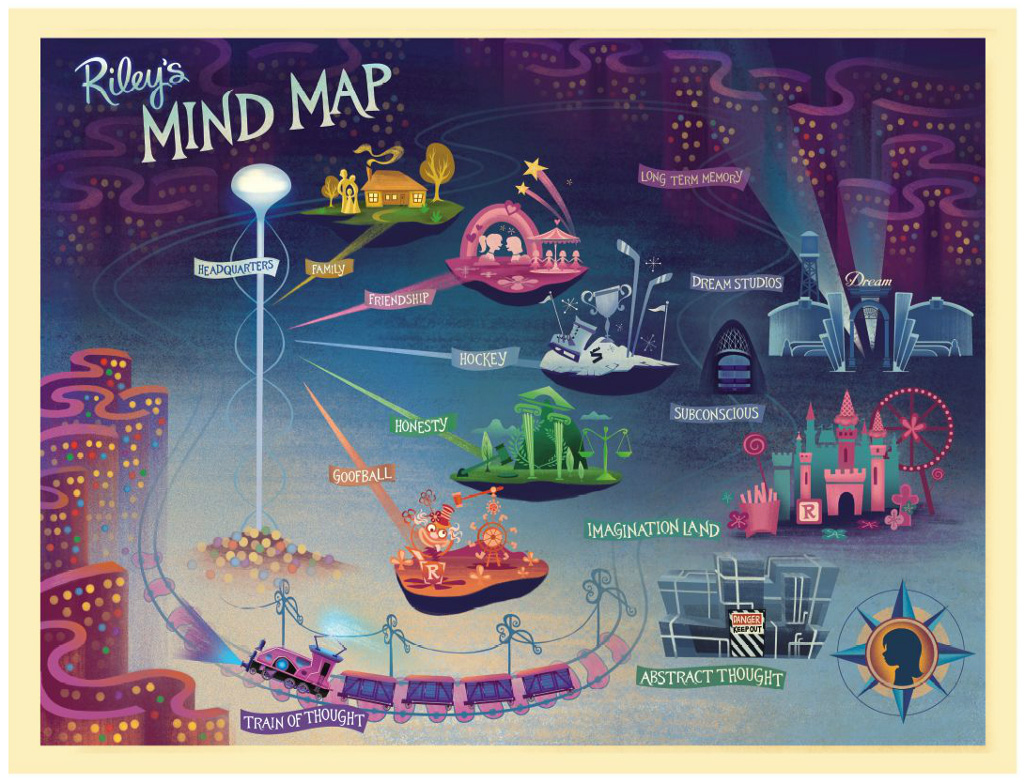 Riley's
MIND MAP
HEADQUARTERS
FAMILY
FRIENDSHIP
HOCKEY
S
HONESTY
GOOFBALL
R
LONG TERM MEMORY
DREAM STUDIOS
Dream
SUBCONSCIOUS
IMAGINATION LAND
R
DANGER
KEEP OUT
ABSTRACT THOUGHT
TRAIN OF THOUGHT